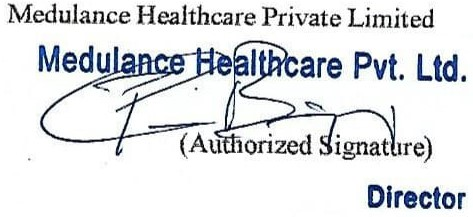 Medulance Healthcare Private Limited
Medulance Healthcare Pvt. Ltd.
(Authorized Signature)
Director